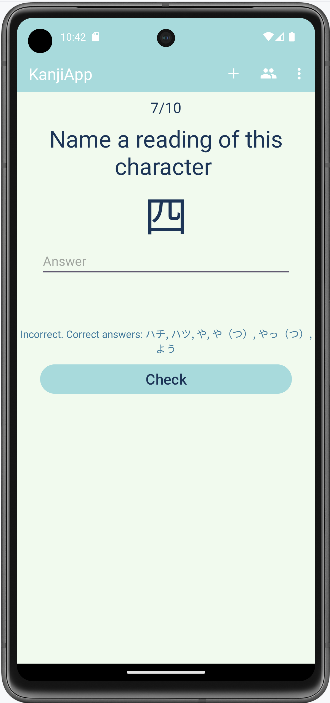 10:42
KanjiApp
7/10
Name a reading of this
character
四
Answer
Incorrect. Correct answers: ハチ, ハツ, や, や（つ）, やっ（つ）,
よう
Check